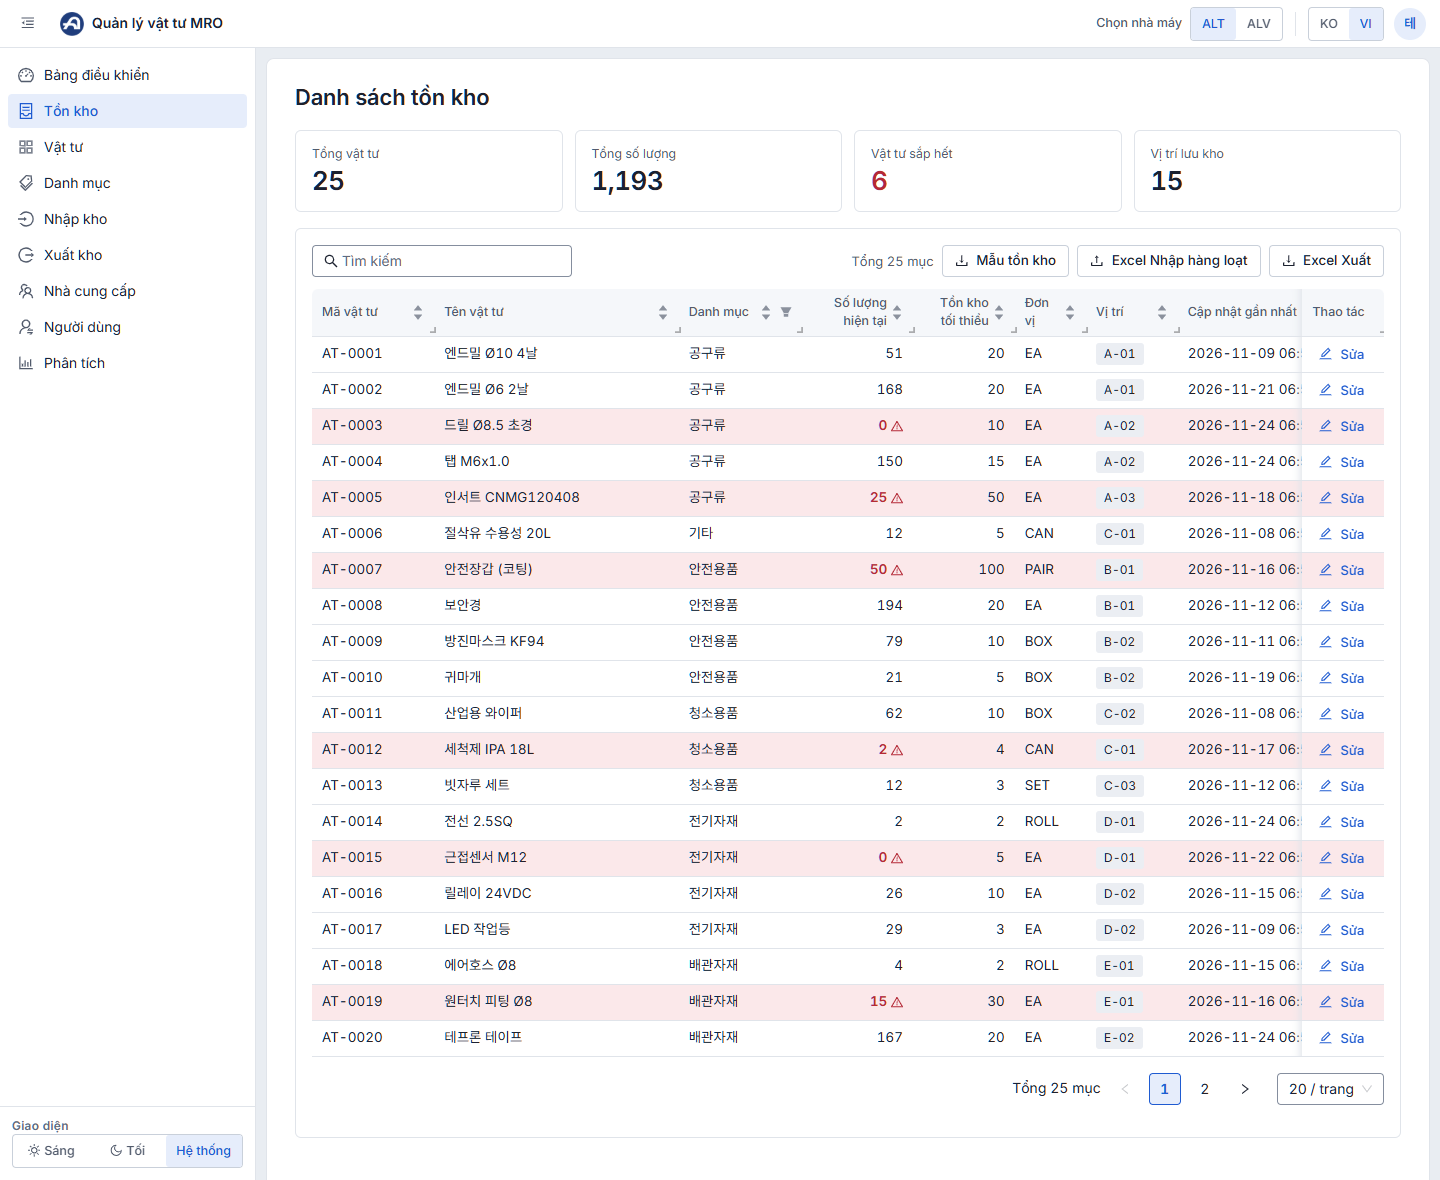 Quản lý vật tư MRO
Chọn nhà máy
ALT
ALV
KO
VI
테
Bảng điều khiển
Tồn kho
Vật tư
Danh mục
Nhập kho
Xuất kho
Nhà cung cấp
Người dùng
Phân tích
Giao diện
Sáng
Tối
Hệ thống
Danh sách tồn kho
Tổng vật tư
25
Tổng số lượng
1,193
Vật tư sắp hết
6
Vị trí lưu kho
15
Tìm kiếm
Tổng 25 mục
Mẫu tồn kho
Excel Nhập hàng loạt
Excel Xuất
Mã vật tư Tên vật tư Danh mục Số lượng hiện tại Tồn kho tối thiểu Đơn vị Vị trí Cập nhật gần nhất Thao tác
AT-0001 엔드밀 Ø10 4날 공구류 51 20 EA A-01 2026-11-09 06: Sửa
AT-0002 엔드밀 Ø6 2날 공구류 168 20 EA A-01 2026-11-21 06: Sửa
AT-0003 드릴 Ø8.5 초경 공구류 0 10 EA A-02 2026-11-24 06: Sửa
AT-0004 탭 M6x1.0 공구류 150 15 EA A-02 2026-11-24 06: Sửa
AT-0005 인서트 CNMG120408 공구류 25 50 EA A-03 2026-11-18 06: Sửa
AT-0006 절삭유 수용성 20L 기타 12 5 CAN C-01 2026-11-08 06: Sửa
AT-0007 안전장갑 (코팅) 안전용품 50 100 PAIR B-01 2026-11-16 06: Sửa
AT-0008 보안경 안전용품 194 20 EA B-01 2026-11-12 06: Sửa
AT-0009 방진마스크 KF94 안전용품 79 10 BOX B-02 2026-11-11 06: Sửa
AT-0010 귀마개 안전용품 21 5 BOX B-02 2026-11-19 06: Sửa
AT-0011 산업용 와이퍼 청소용품 62 10 BOX C-02 2026-11-08 06: Sửa
AT-0012 세척제 IPA 18L 청소용품 2 4 CAN C-01 2026-11-17 06: Sửa
AT-0013 빗자루 세트 청소용품 12 3 SET C-03 2026-11-12 06: Sửa
AT-0014 전선 2.5SQ 전기자재 2 2 ROLL D-01 2026-11-24 06: Sửa
AT-0015 근접센서 M12 전기자재 0 5 EA D-01 2026-11-22 06: Sửa
AT-0016 릴레이 24VDC 전기자재 26 10 EA D-02 2026-11-15 06: Sửa
AT-0017 LED 작업등 전기자재 29 3 EA D-02 2026-11-09 06: Sửa
AT-0018 에어호스 Ø8 배관자재 4 2 ROLL E-01 2026-11-15 06: Sửa
AT-0019 원터치 피팅 Ø8 배관자재 15 30 EA E-01 2026-11-16 06: Sửa
AT-0020 테프론 테이프 배관자재 167 20 EA E-02 2026-11-24 06: Sửa
Tổng 25 mục
1
2
20 / trang